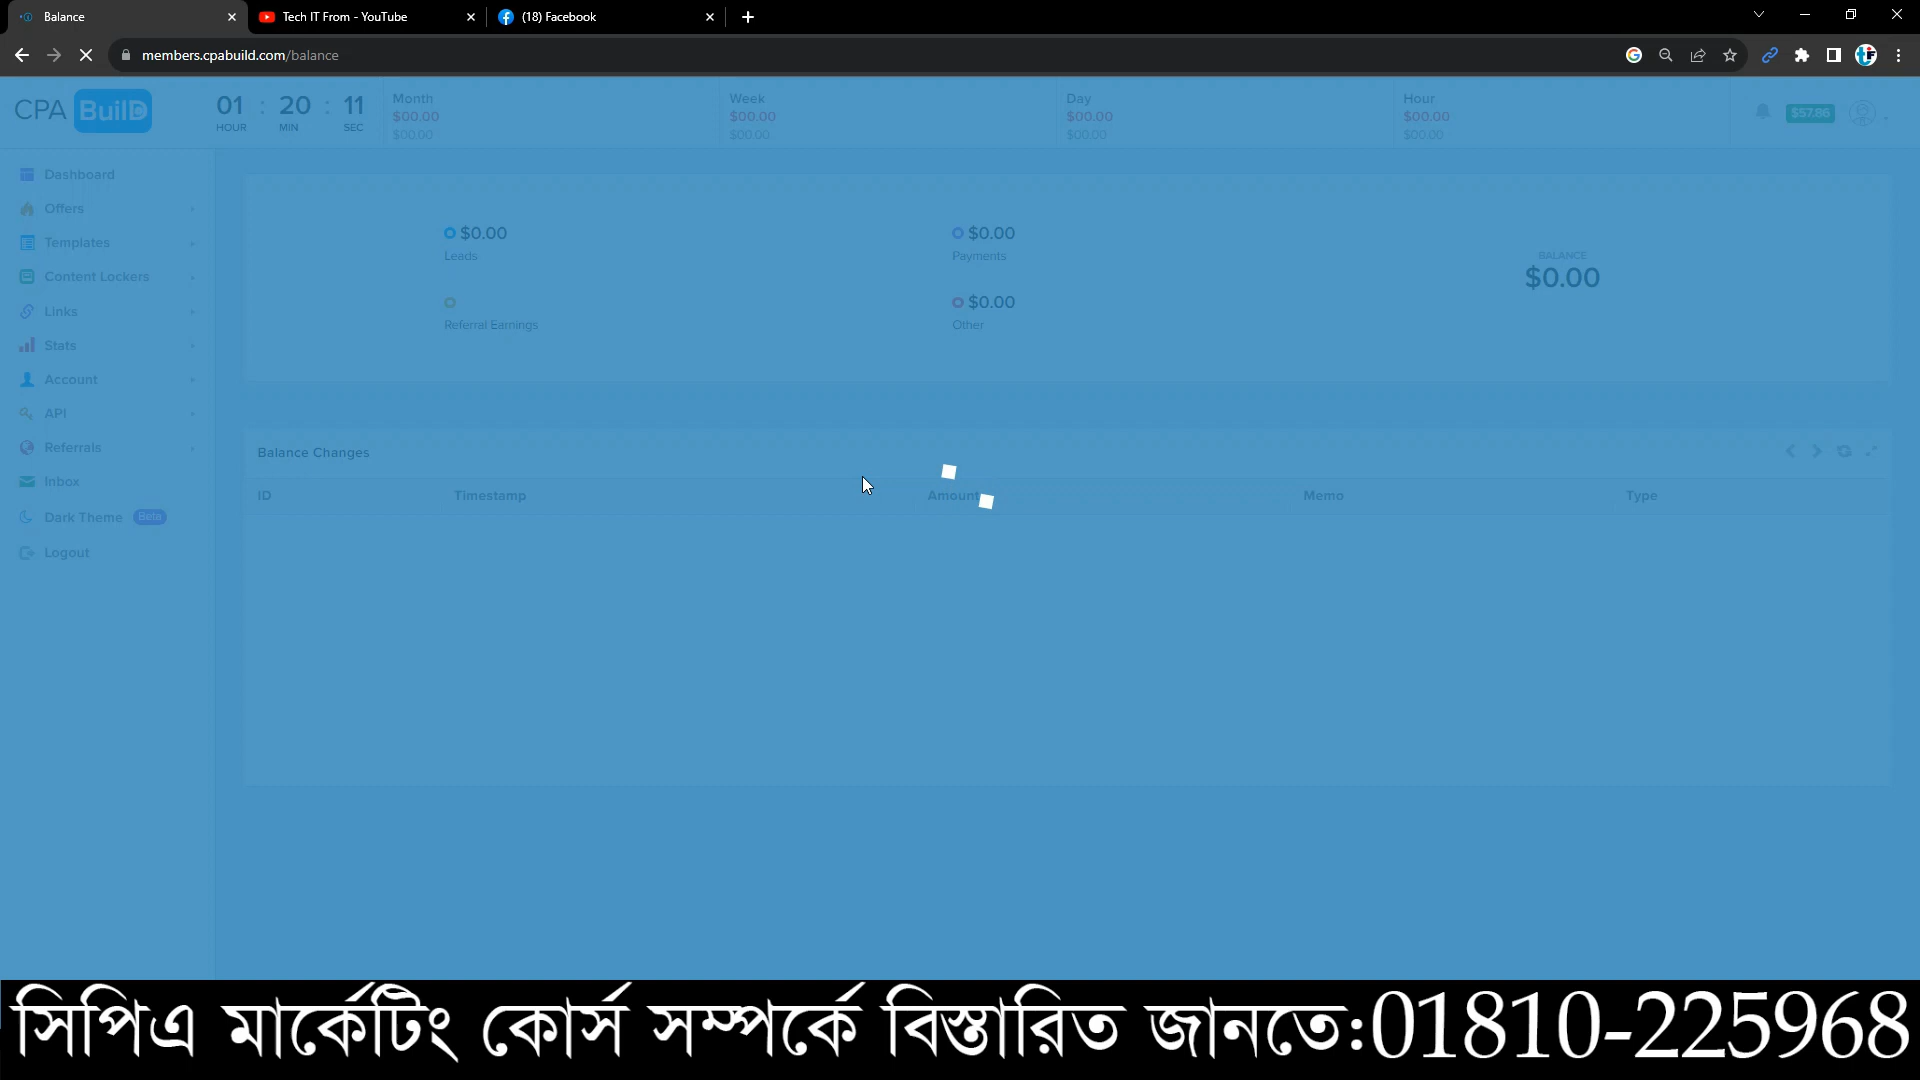 Balance
Tech IT From - YouTube
(18) Facebook
members.cpabuild.com/balance
CPA BuilD
01 : 20 : 11
HOUR MIN SEC
Month
$00.00
$00.00
Week
$00.00
$00.00
Day
$00.00
$00.00
Hour
$00.00
$00.00
$57.86
Dashboard
Offers
Templates
Content Lockers
Links
Stats
Account
API
Referrals
Inbox
Dark Theme Beta
Logout
$0.00
Leads
$0.00
Payments
Referral Earnings
$0.00
Other
BALANCE
$0.00
Balance Changes
ID Timestamp Amount Memo Type
সিপিএ মার্কেটিং কোর্স সম্পর্কে বিস্তারিত জানতে:01810-225968